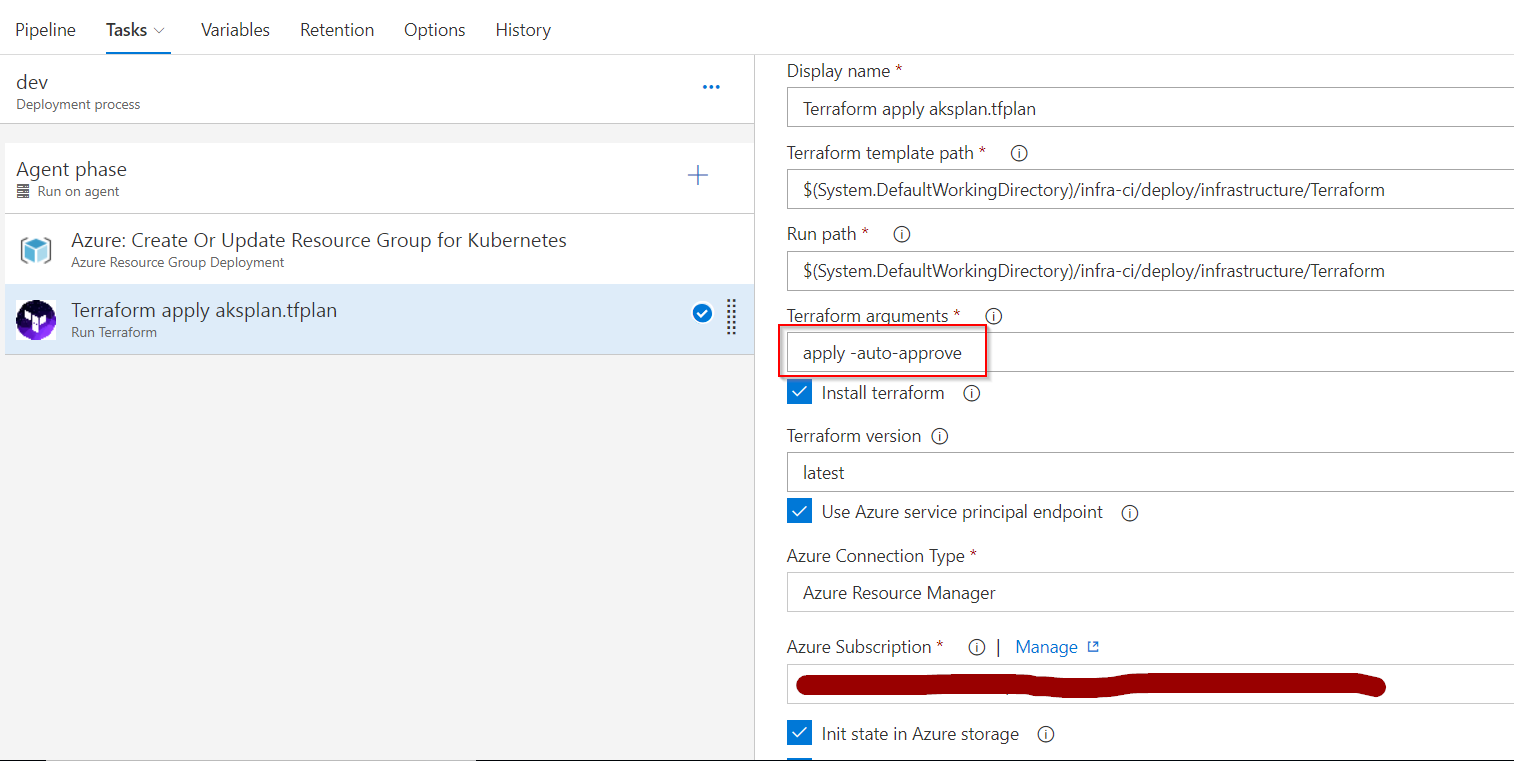 Pipeline Tasks Variables Retention Options History
dev
Deployment process
Agent phase
Run on agent
Azure: Create Or Update Resource Group for Kubernetes
Azure Resource Group Deployment
Terraform apply aksplan.tfplan
Run Terraform
Display name *
Terraform apply aksplan.tfplan
Terraform template path *
$(System.DefaultWorkingDirectory)/infra-ci/deploy/infrastructure/Terraform
Run path *
$(System.DefaultWorkingDirectory)/infra-ci/deploy/infrastructure/Terraform
Terraform arguments *
apply -auto-approve
Install terraform
Terraform version
latest
Use Azure service principal endpoint
Azure Connection Type *
Azure Resource Manager
Azure Subscription * | Manage
Init state in Azure storage